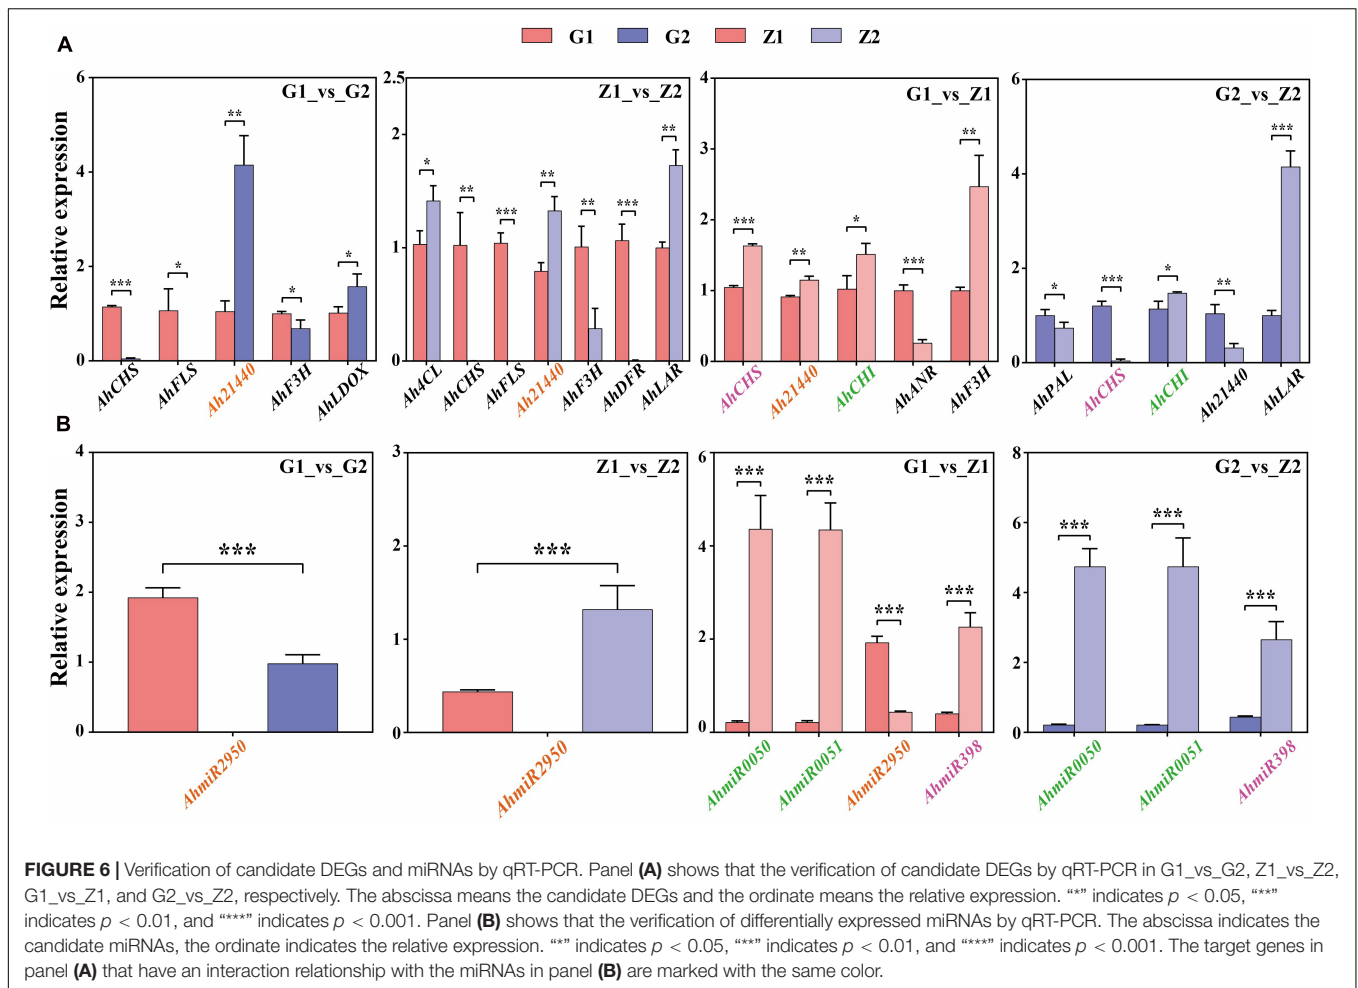 A
G1 G2 Z1 Z2
Relative expression
G1_vs_G2
6
4
2
0
*** * ** * *
AhCHS AhFLS Ah21440 AhF3H AhLDOX
Z1_vs_Z2
2.5
2
1
0
* ** *** ** ** *** **
Ah4CL AhCHS AhFLS Ah21440 AhF3H AhDFR AhLAR
G1_vs_Z1
4
3
2
1
0
*** ** * *** **
AhCHS Ah21440 AhCHI AhANR AhF3H
G2_vs_Z2
6
4
2
0
* *** * ** ***
AhPAL AhCHS AhCHI Ah21440 AhLAR
B
Relative expression
G1_vs_G2
4
3
2
1
0
***
AhmiR2950
Z1_vs_Z2
3
2
1
0
***
AhmiR2950
G1_vs_Z1
6
4
2
0
*** *** *** ***
AhmiR0050 AhmiR0051 AhmiR2950 AhmiR398
G2_vs_Z2
8
6
4
2
0
*** *** ***
AhmiR0050 AhmiR0051 AhmiR398
FIGURE 6 | Verification of candidate DEGs and miRNAs by qRT-PCR. Panel (A) shows that the verification of candidate DEGs by qRT-PCR in G1_vs_G2, Z1_vs_Z2,
G1_vs_Z1, and G2_vs_Z2, respectively. The abscissa means the candidate DEGs and the ordinate means the relative expression. “*” indicates p < 0.05, “**”
indicates p < 0.01, and “***” indicates p < 0.001. Panel (B) shows that the verification of differentially expressed miRNAs by qRT-PCR. The abscissa indicates the
candidate miRNAs, the ordinate indicates the relative expression. “*” indicates p < 0.05, “**” indicates p < 0.01, and “***” indicates p < 0.001. The target genes in
panel (A) that have an interaction relationship with the miRNAs in panel (B) are marked with the same color.